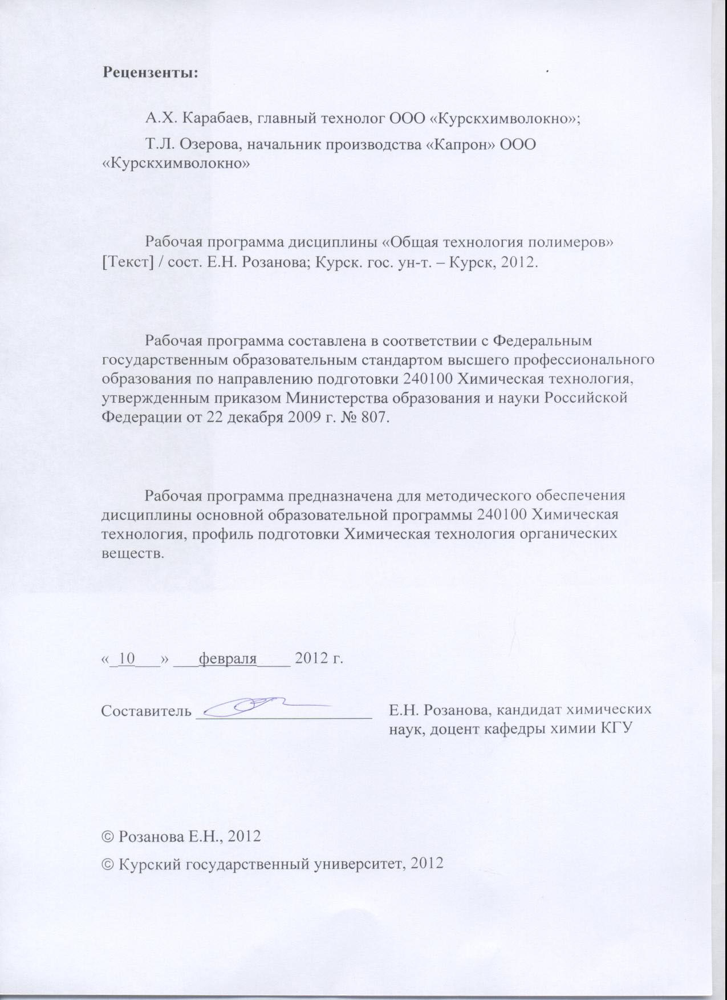 Рецензенты:
А.Х. Карабаев, главный технолог ООО «Курскхимволокно»;
Т.Л. Озерова, начальник производства «Капрон» ООО
«Курскхимволокно»
Рабочая программа дисциплины «Общая технология полимеров»
[Текст] / сост. Е.Н. Розанова; Курск. гос. ун-т. – Курск, 2012.
Рабочая программа составлена в соответствии с Федеральным
государственным образовательным стандартом высшего профессионального
образования по направлению подготовки 240100 Химическая технология,
утвержденным приказом Министерства образования и науки Российской
Федерации от 22 декабря 2009 г. № 807.
Рабочая программа предназначена для методического обеспечения
дисциплины основной образовательной программы 240100 Химическая
технология, профиль подготовки Химическая технология органических
веществ.
«_10___» ___февраля____ 2012 г.
Составитель _____________________ Е.Н. Розанова, кандидат химических
наук, доцент кафедры химии КГУ
© Розанова Е.Н., 2012
© Курский государственный университет, 2012